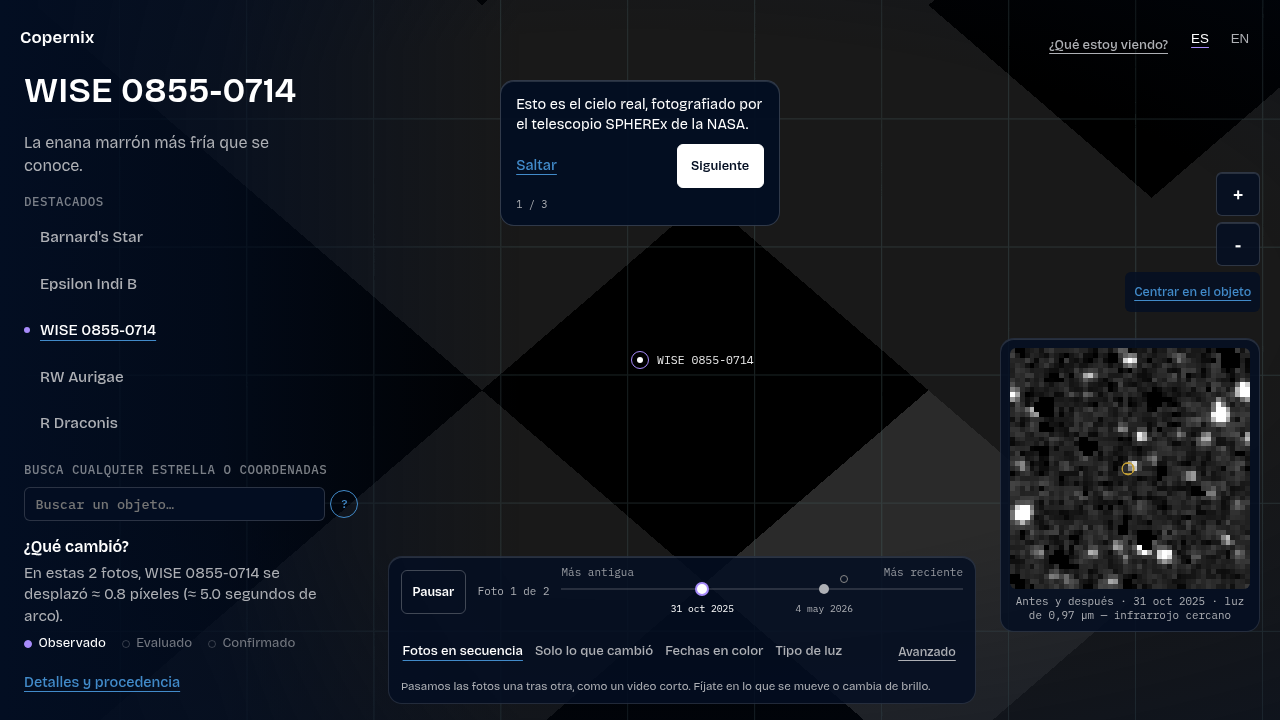 Copernix
¿Qué estoy viendo?
ES
EN
WISE 0855-0714
La enana marrón más fría que se
conoce.
DESTACADOS
Barnard's Star
Epsilon Indi B
WISE 0855-0714
RW Aurigae
R Draconis
BUSCA CUALQUIER ESTRELLA O COORDENADAS
Buscar un objeto…
?
¿Qué cambió?
En estas 2 fotos, WISE 0855-0714 se
desplazó ≈ 0.8 píxeles (≈ 5.0 segundos de
arco).
Observado
Evaluado
Confirmado
Detalles y procedencia
Esto es el cielo real, fotografiado por
el telescopio SPHEREx de la NASA.
Saltar
Siguiente
1 / 3
WISE 0855-0714
+
-
Centrar en el objeto
Antes y después · 31 oct 2025 · luz
de 0,97 µm — infrarrojo cercano
Pausar
Foto 1 de 2
Más antigua
Más reciente
31 oct 2025
4 may 2026
Fotos en secuencia
Solo lo que cambió
Fechas en color
Tipo de luz
Avanzado
Pasamos las fotos una tras otra, como un video corto. Fíjate en lo que se mueve o cambia de brillo.